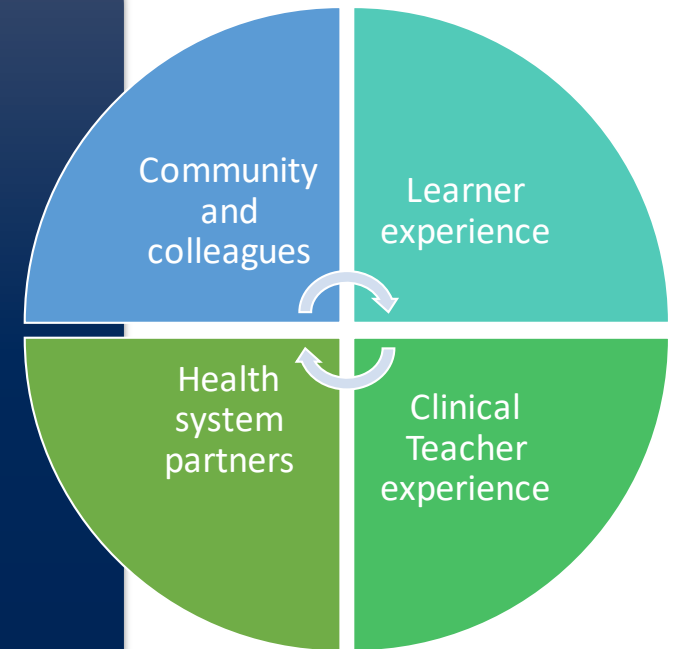 Community
and
colleagues
Learner
experience
Health
system
partners
Clinical
Teacher
experience